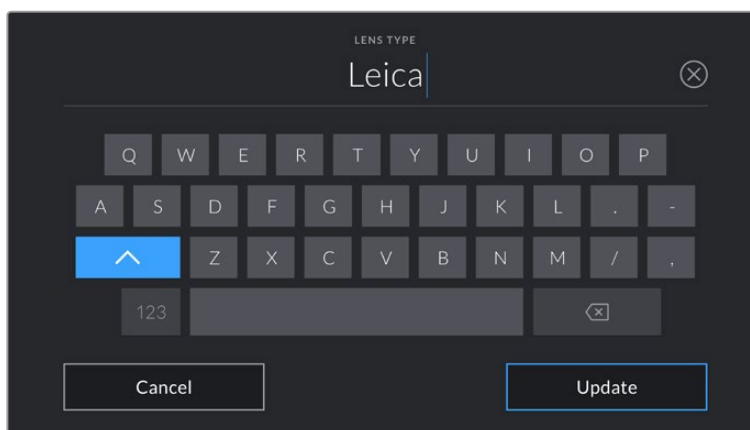 LENS TYPE
Leica
Q W E R T Y U I O P
A S D F G H J K L . -
Z X C V B N M / ,
123
Cancel Update